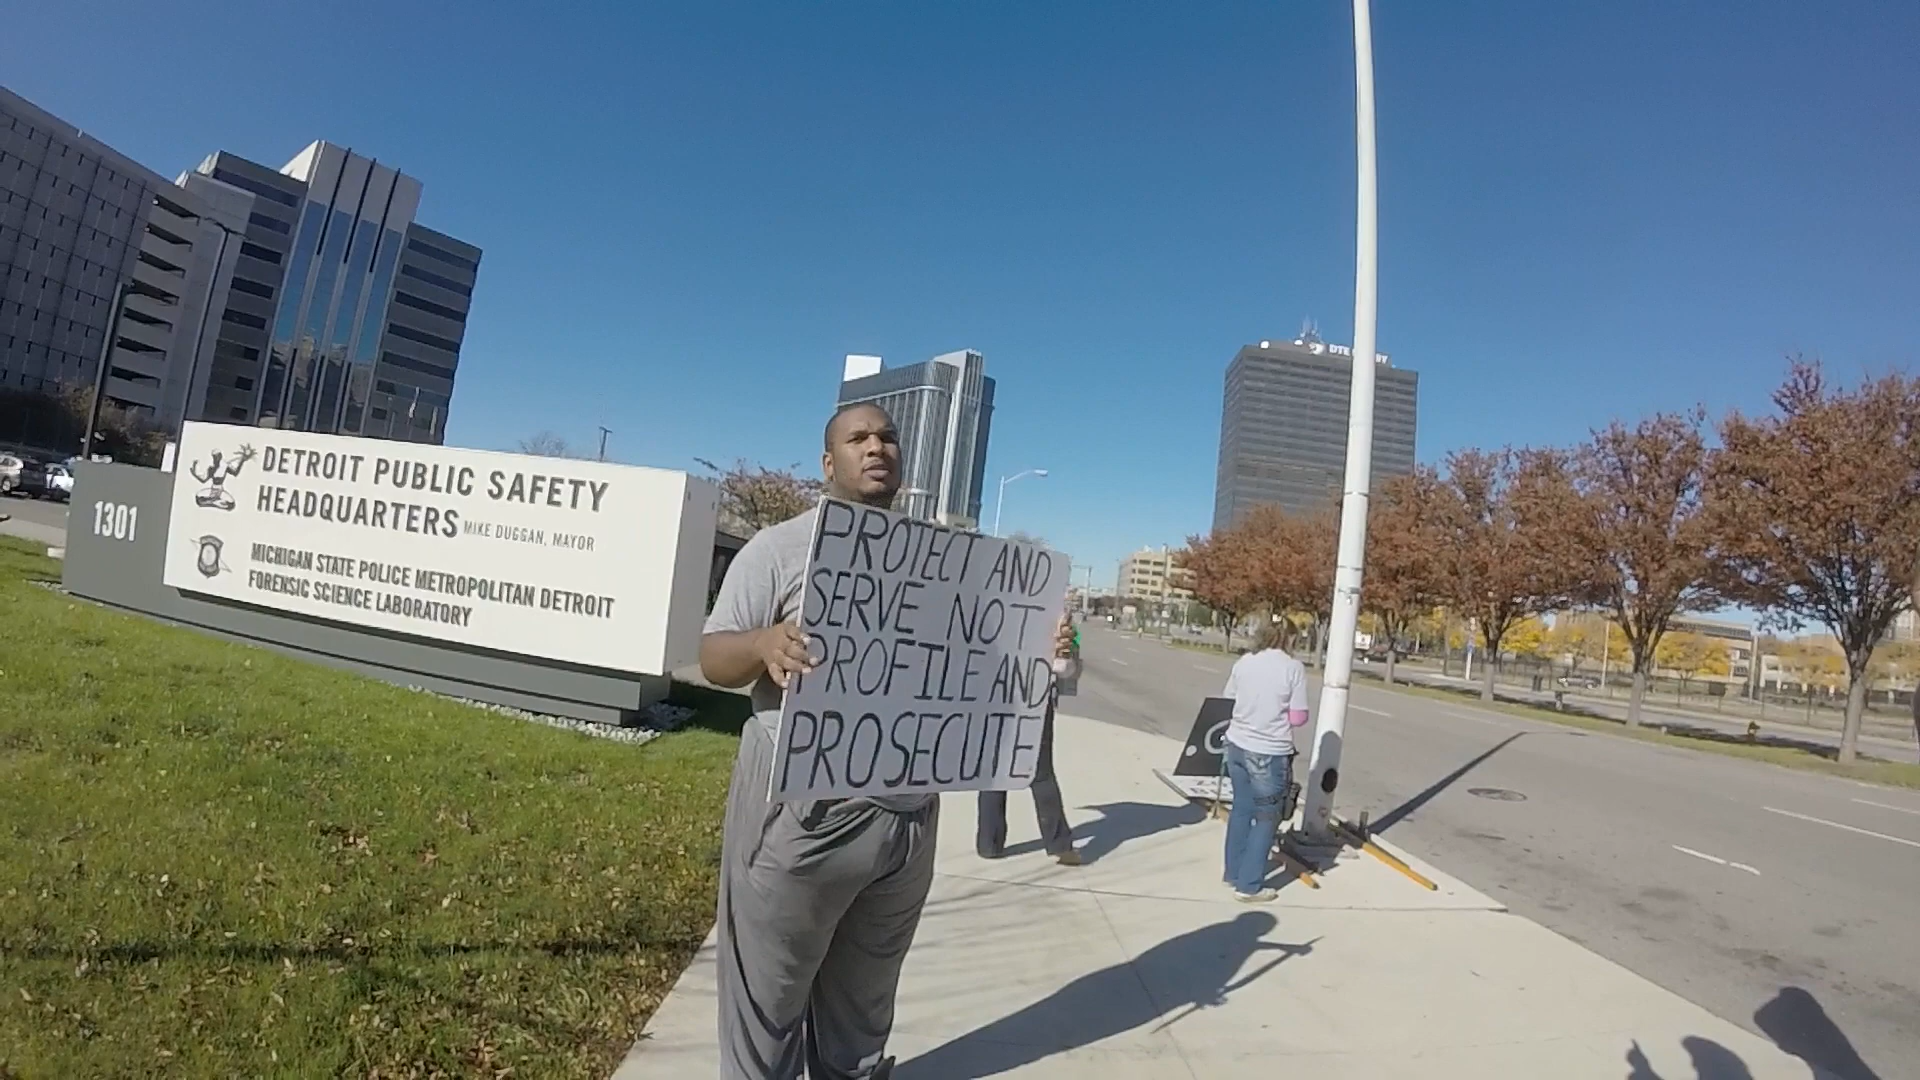 1301
DETROIT PUBLIC SAFETY
HEADQUARTERS MIKE DUGGAN, MAYOR
MICHIGAN STATE POLICE METROPOLITAN DETROIT
FORENSIC SCIENCE LABORATORY
PROTECT AND
SERVE NOT
PROFILE AND
PROSECUTE
DTE